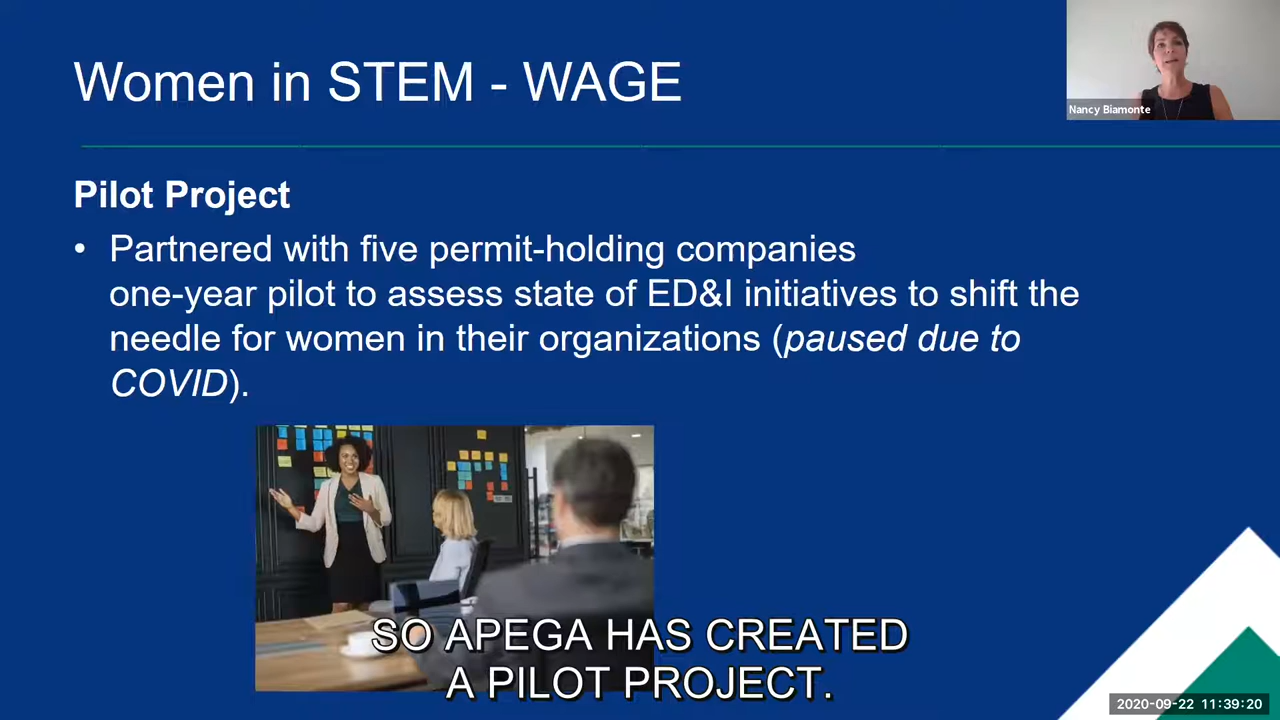 Women in STEM - WAGE
Nancy Biamonte
Pilot Project
• Partnered with five permit-holding companies
one-year pilot to assess state of ED&I initiatives to shift the
needle for women in their organizations (paused due to
COVID).
SO APEGA HAS CREATED
A PILOT PROJECT.
2020-09-22 11:39:20